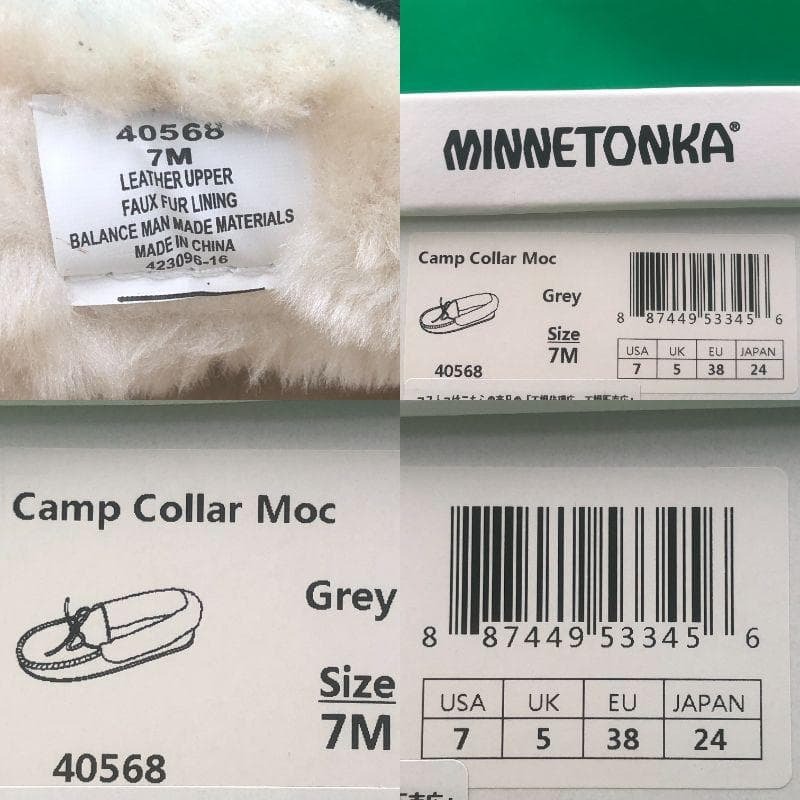 40568
7M
LEATHER UPPER
FAUX FUR LINING
BALANCE MAN MADE MATERIALS
MADE IN CHINA
423096-16
MINNETONKA®
Camp Collar Moc
Grey
Size
7M
40568
8 87449 53345 6
USA UK EU JAPAN
7 5 38 24
Camp Collar Moc
Grey
Size
7M
40568
8 87449 53345 6
USA UK EU JAPAN
7 5 38 24